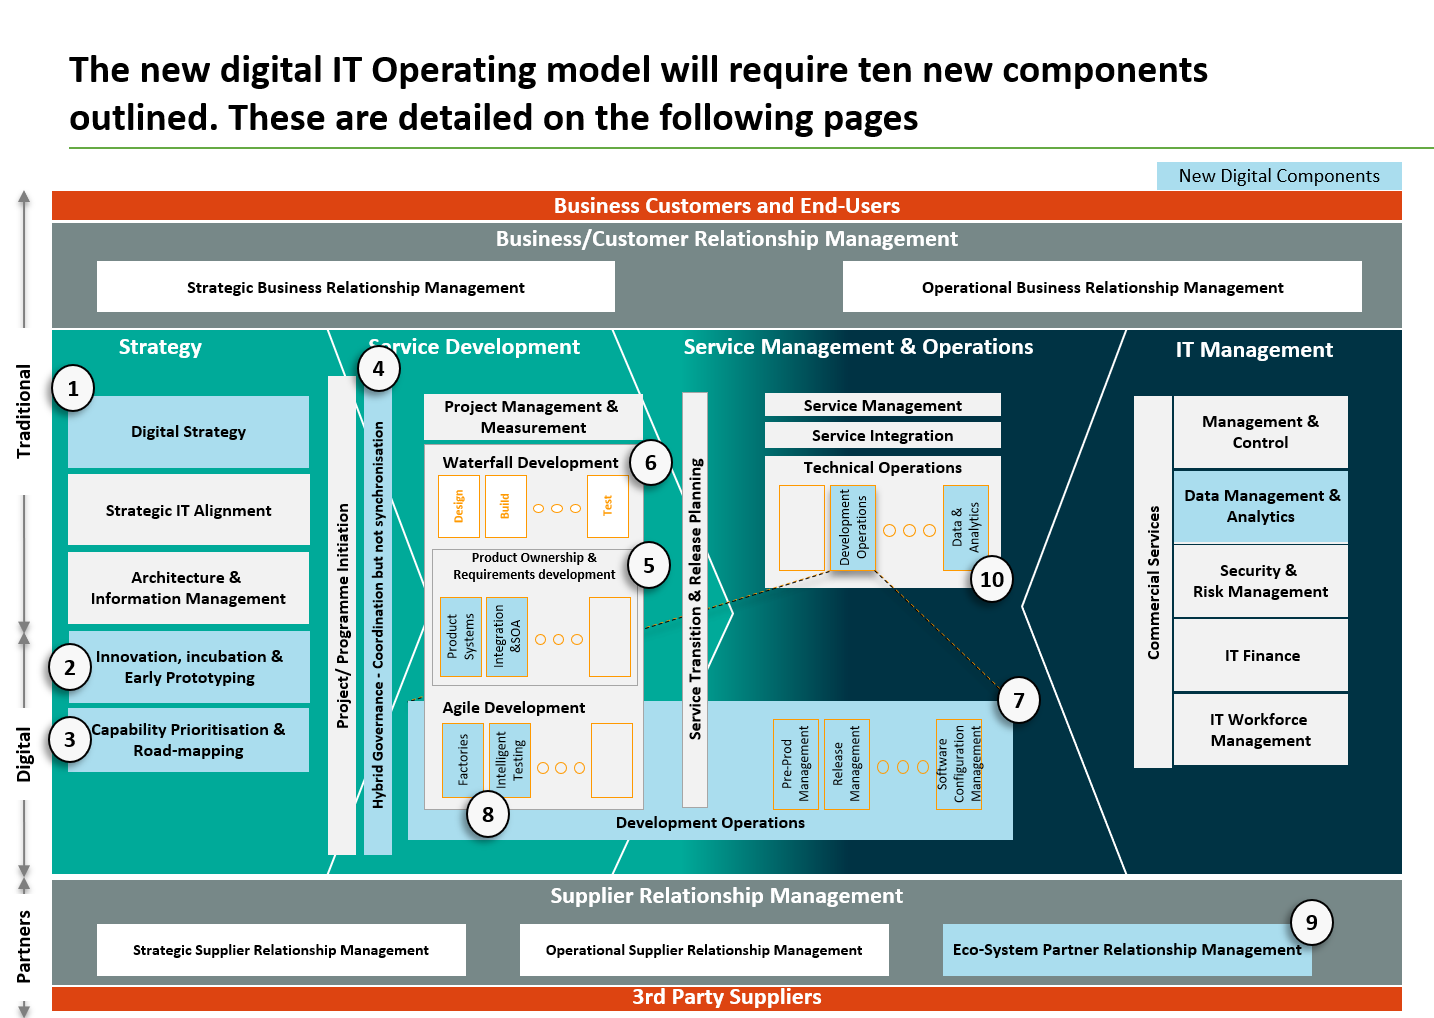 The new digital IT Operating model will require ten new components
outlined. These are detailed on the following pages
New Digital Components
Business Customers and End-Users
Business/Customer Relationship Management
Strategic Business Relationship Management
Operational Business Relationship Management
Traditional
Digital
Partners
Strategy
1
Digital Strategy
Strategic IT Alignment
Architecture &
Information Management
2
Innovation, incubation &
Early Prototyping
3
Capability Prioritisation &
Road-mapping
Project/ Programme Initiation
Service Development
4
Hybrid Governance - Coordination but not synchronisation
Project Management &
Measurement
Waterfall Development
6
Design
Build
Test
Product Ownership &
Requirements development
5
Product
Systems
Integration
&SOA
Agile Development
Factories
Intelligent
Testing
8
Service Transition & Release Planning
Service Management & Operations
Service Management
Service Integration
Technical Operations
Development
Operations
Data &
Analytics
10
7
Pre-Prod
Management
Release
Management
Software
Configuration
Management
Development Operations
IT Management
Commercial Services
Management &
Control
Data Management &
Analytics
Security &
Risk Management
IT Finance
IT Workforce
Management
Supplier Relationship Management
Strategic Supplier Relationship Management
Operational Supplier Relationship Management
Eco-System Partner Relationship Management
9
3rd Party Suppliers